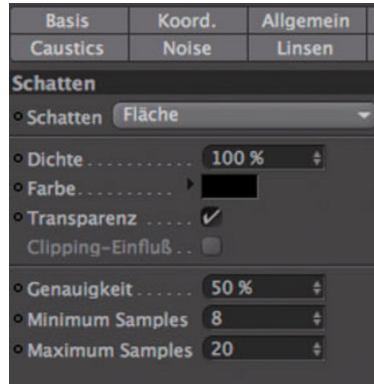 Basis Koord. Allgemein
Caustics Noise Linsen
Schatten
Schatten Fläche
Dichte . . . . . . . . . . . 100 %
Farbe. . . . . . . . . .
Transparenz . . . . .
Clipping-Einfluß . .
Genauigkeit . . . . . . 50 %
Minimum Samples 8
Maximum Samples 20